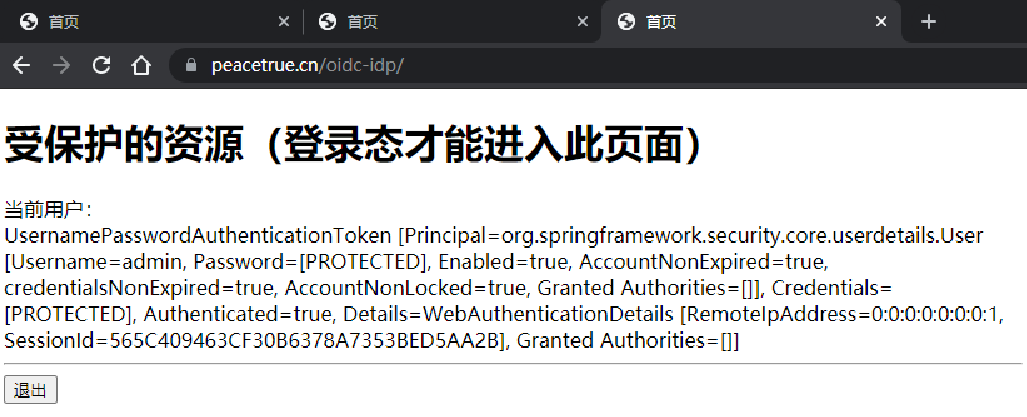 首页
首页
首页
peacetrue.cn/oidc-idp/
受保护的资源（登录态才能进入此页面）
当前用户：
UsernamePasswordAuthenticationToken [Principal=org.springframework.security.core.userdetails.User
[Username=admin, Password=[PROTECTED], Enabled=true, AccountNonExpired=true,
credentialsNonExpired=true, AccountNonLocked=true, Granted Authorities=[]], Credentials=
[PROTECTED], Authenticated=true, Details=WebAuthenticationDetails [RemoteIpAddress=0:0:0:0:0:0:0:1,
SessionId=565C409463CF30B6378A7353BED5AA2B], Granted Authorities=[]]
退出